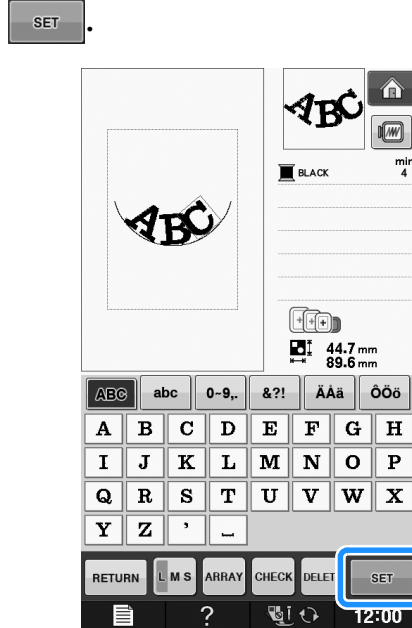 SET.
ABC
min
BLACK 4
ABC
44.7 mm
89.6 mm
ABC abc 0~9,. &?! ÄÅä ÔÖö
A B C D E F G H
I J K L M N O P
Q R S T U V W X
Y Z ' _
RETURN L M S ARRAY CHECK DELET SET
? 12:00